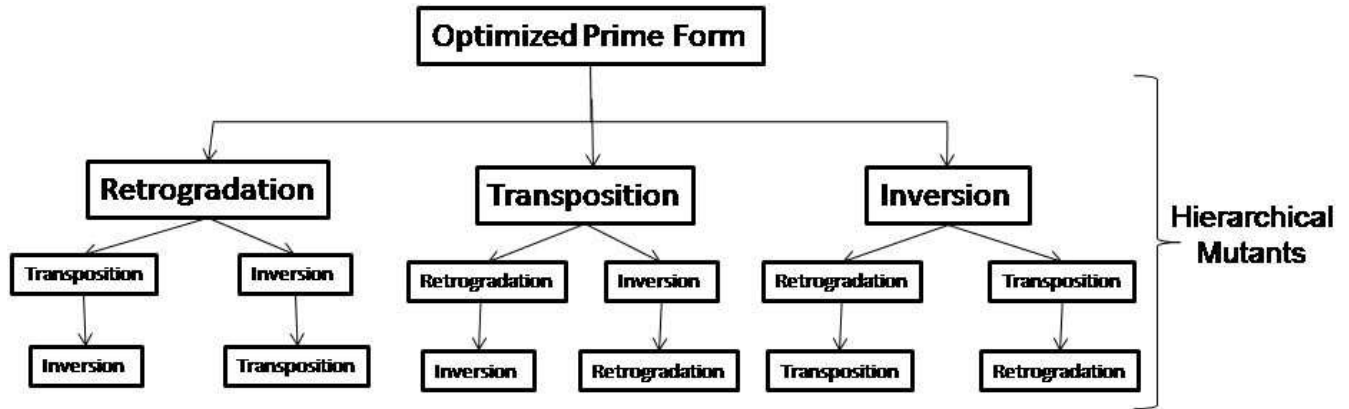 Optimized Prime Form
Retrogradation
Transposition
Inversion
Hierarchical
Mutants
Transposition
Inversion
Retrogradation
Inversion
Retrogradation
Transposition
Inversion
Transposition
Inversion
Retrogradation
Transposition
Retrogradation